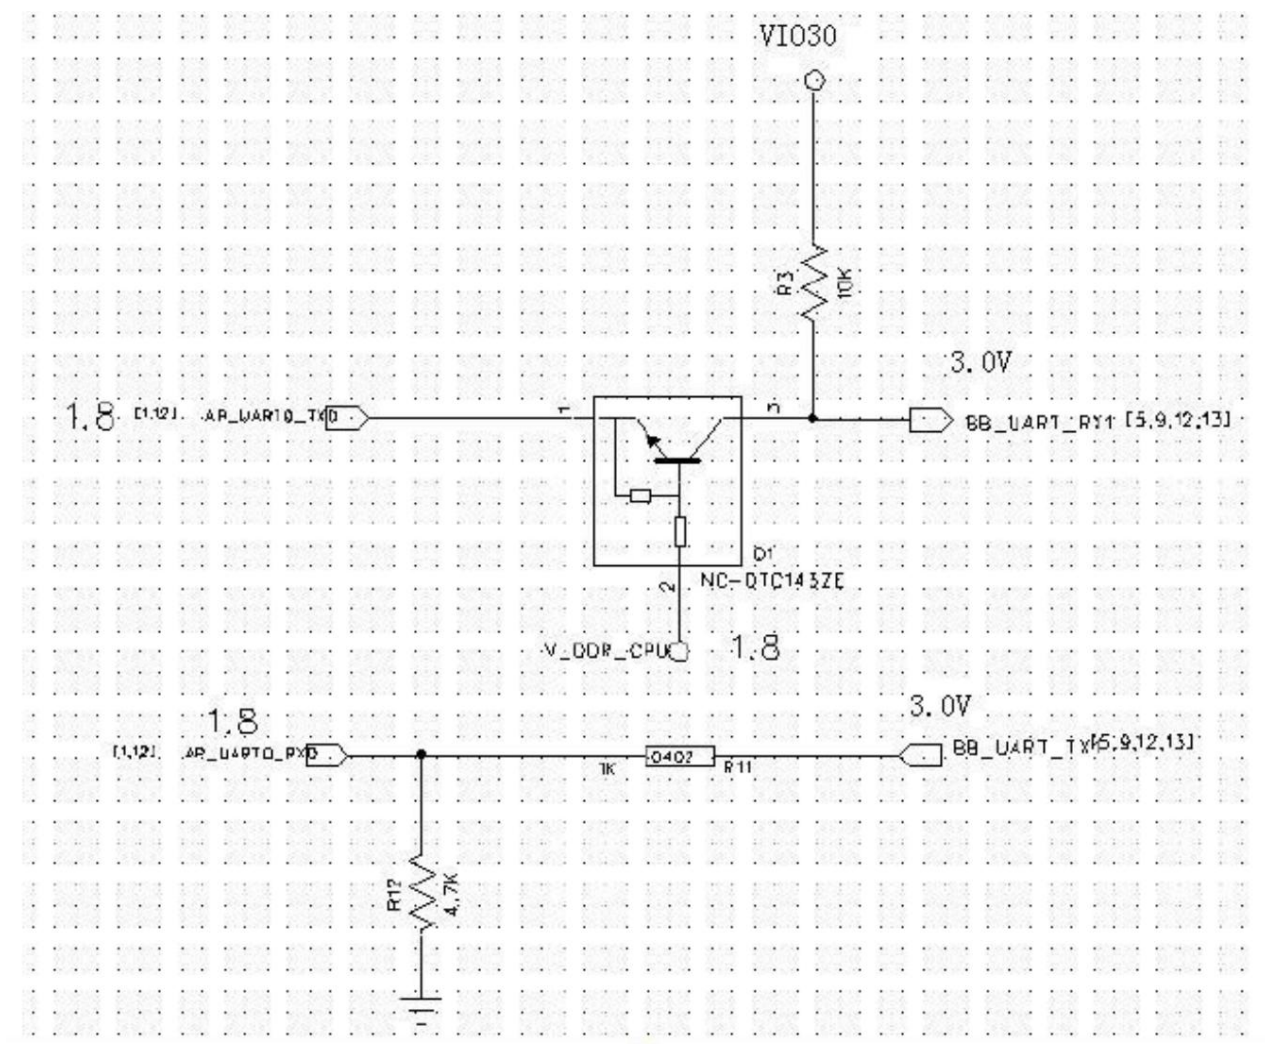 VIO30
R3
10K
3.0V
1.8
[1,12]
AP_UART0_TXD
1
3
BB_UART_RX1 [5,9,12,13]
Q1
NC-DTC143ZE
2
V_DDR_CPU
1.8
1.8
3.0V
[1,12]
AP_UART0_RXD
1K
0402
R11
BB_UART_TX[5,9,12,13]
R12
4.7K